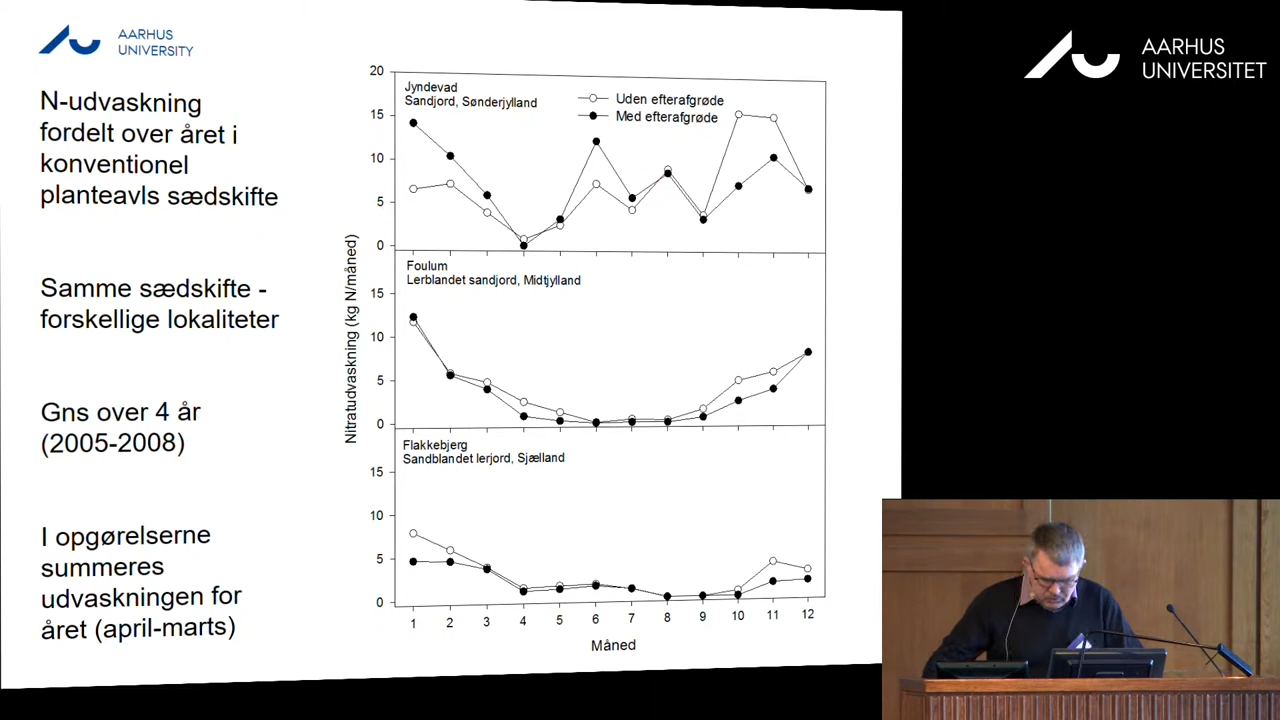 AARHUS
UNIVERSITY
N-udvaskning
fordelt over året i
konventionel
planteavls sædskifte
Samme sædskifte -
forskellige lokaliteter
Gns over 4 år
(2005-2008)
I opgørelserne
summeres
udvaskningen for
året (april-marts)
Nitratudvaskning (kg N/måned)
20
15
10
5
0
Jyndevad
Sandjord, Sønderjylland
Uden efterafgrøde
Med efterafgrøde
15
10
5
0
Foulum
Lerblandet sandjord, Midtjylland
15
10
5
0
Flakkebjerg
Sandblandet lerjord, Sjælland
1 2 3 4 5 6 7 8 9 10 11 12
Måned
AARHUS
UNIVERSITET